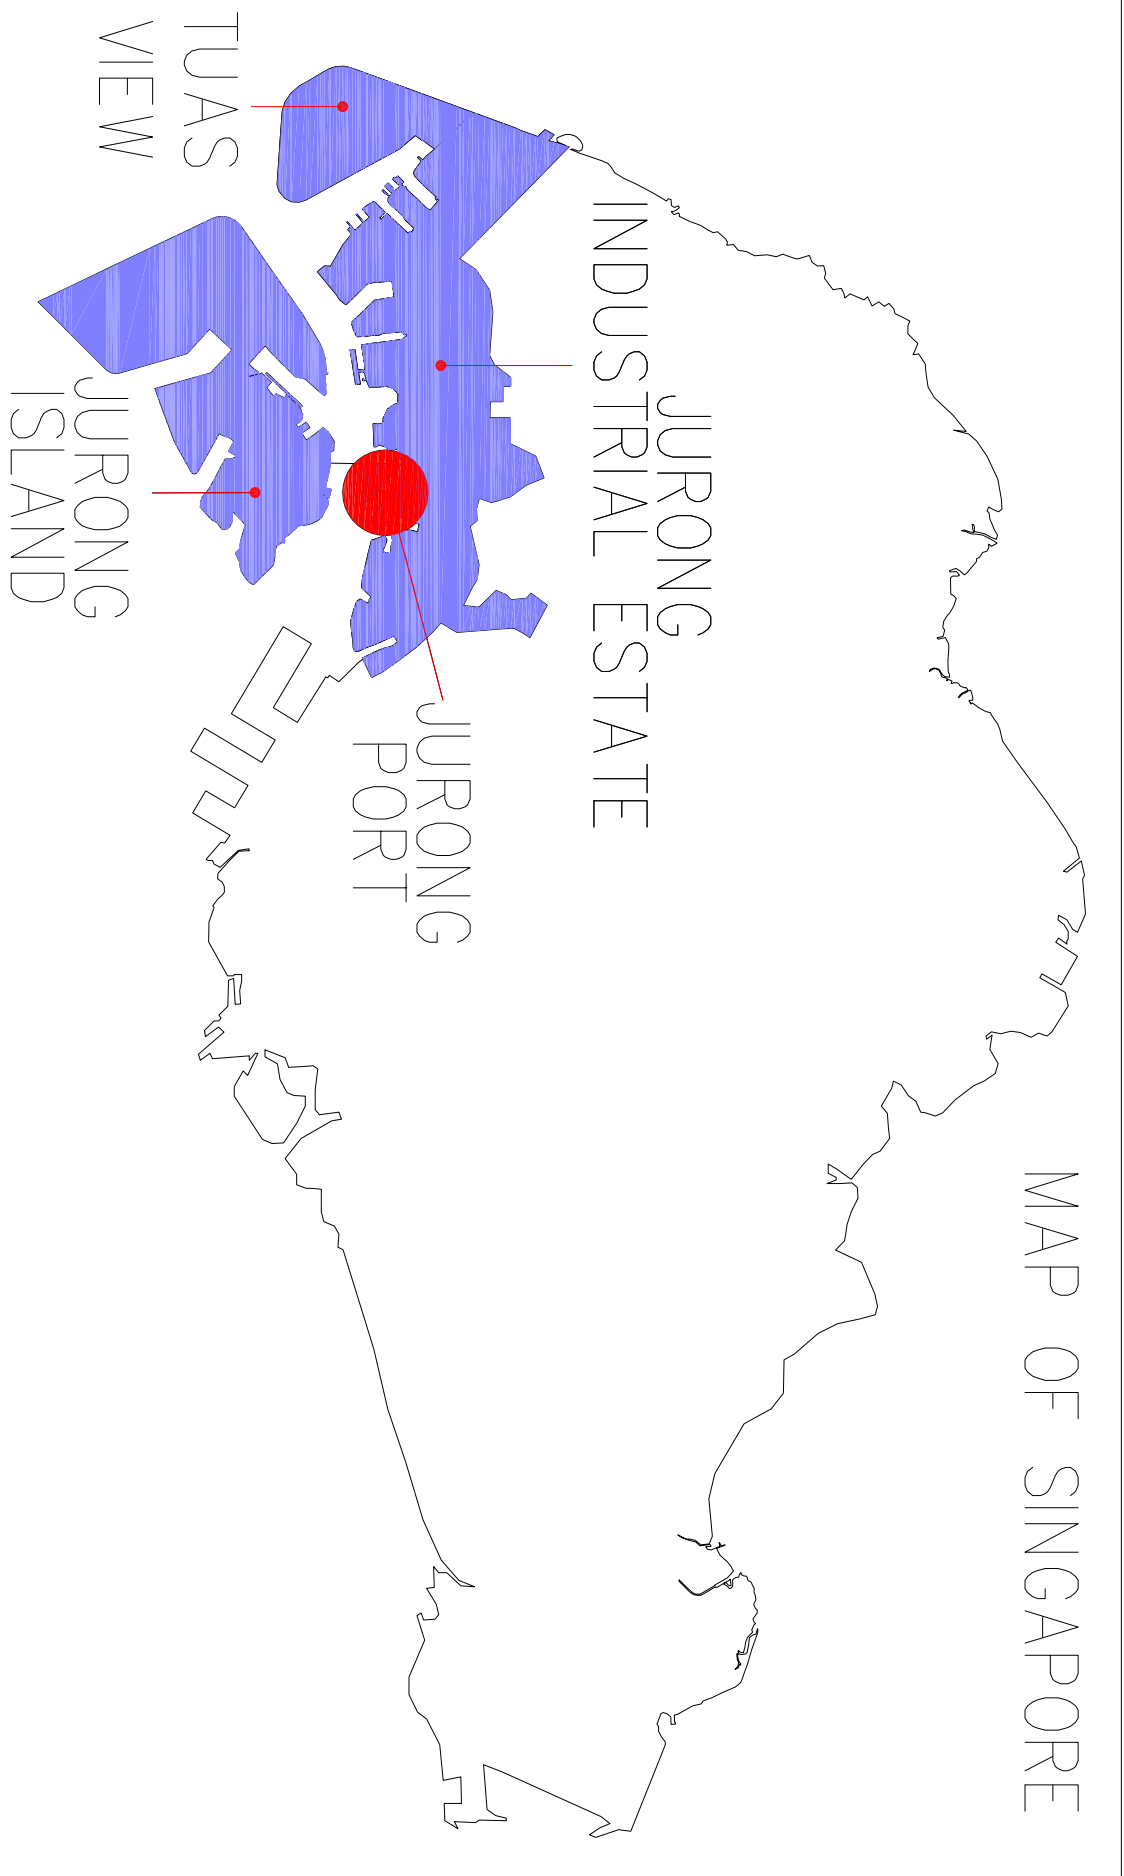 MAP OF SINGAPORE
JURONG
INDUSTRIAL ESTATE
JURONG
PORT
TUAS
VIEW
JURONG
ISLAND